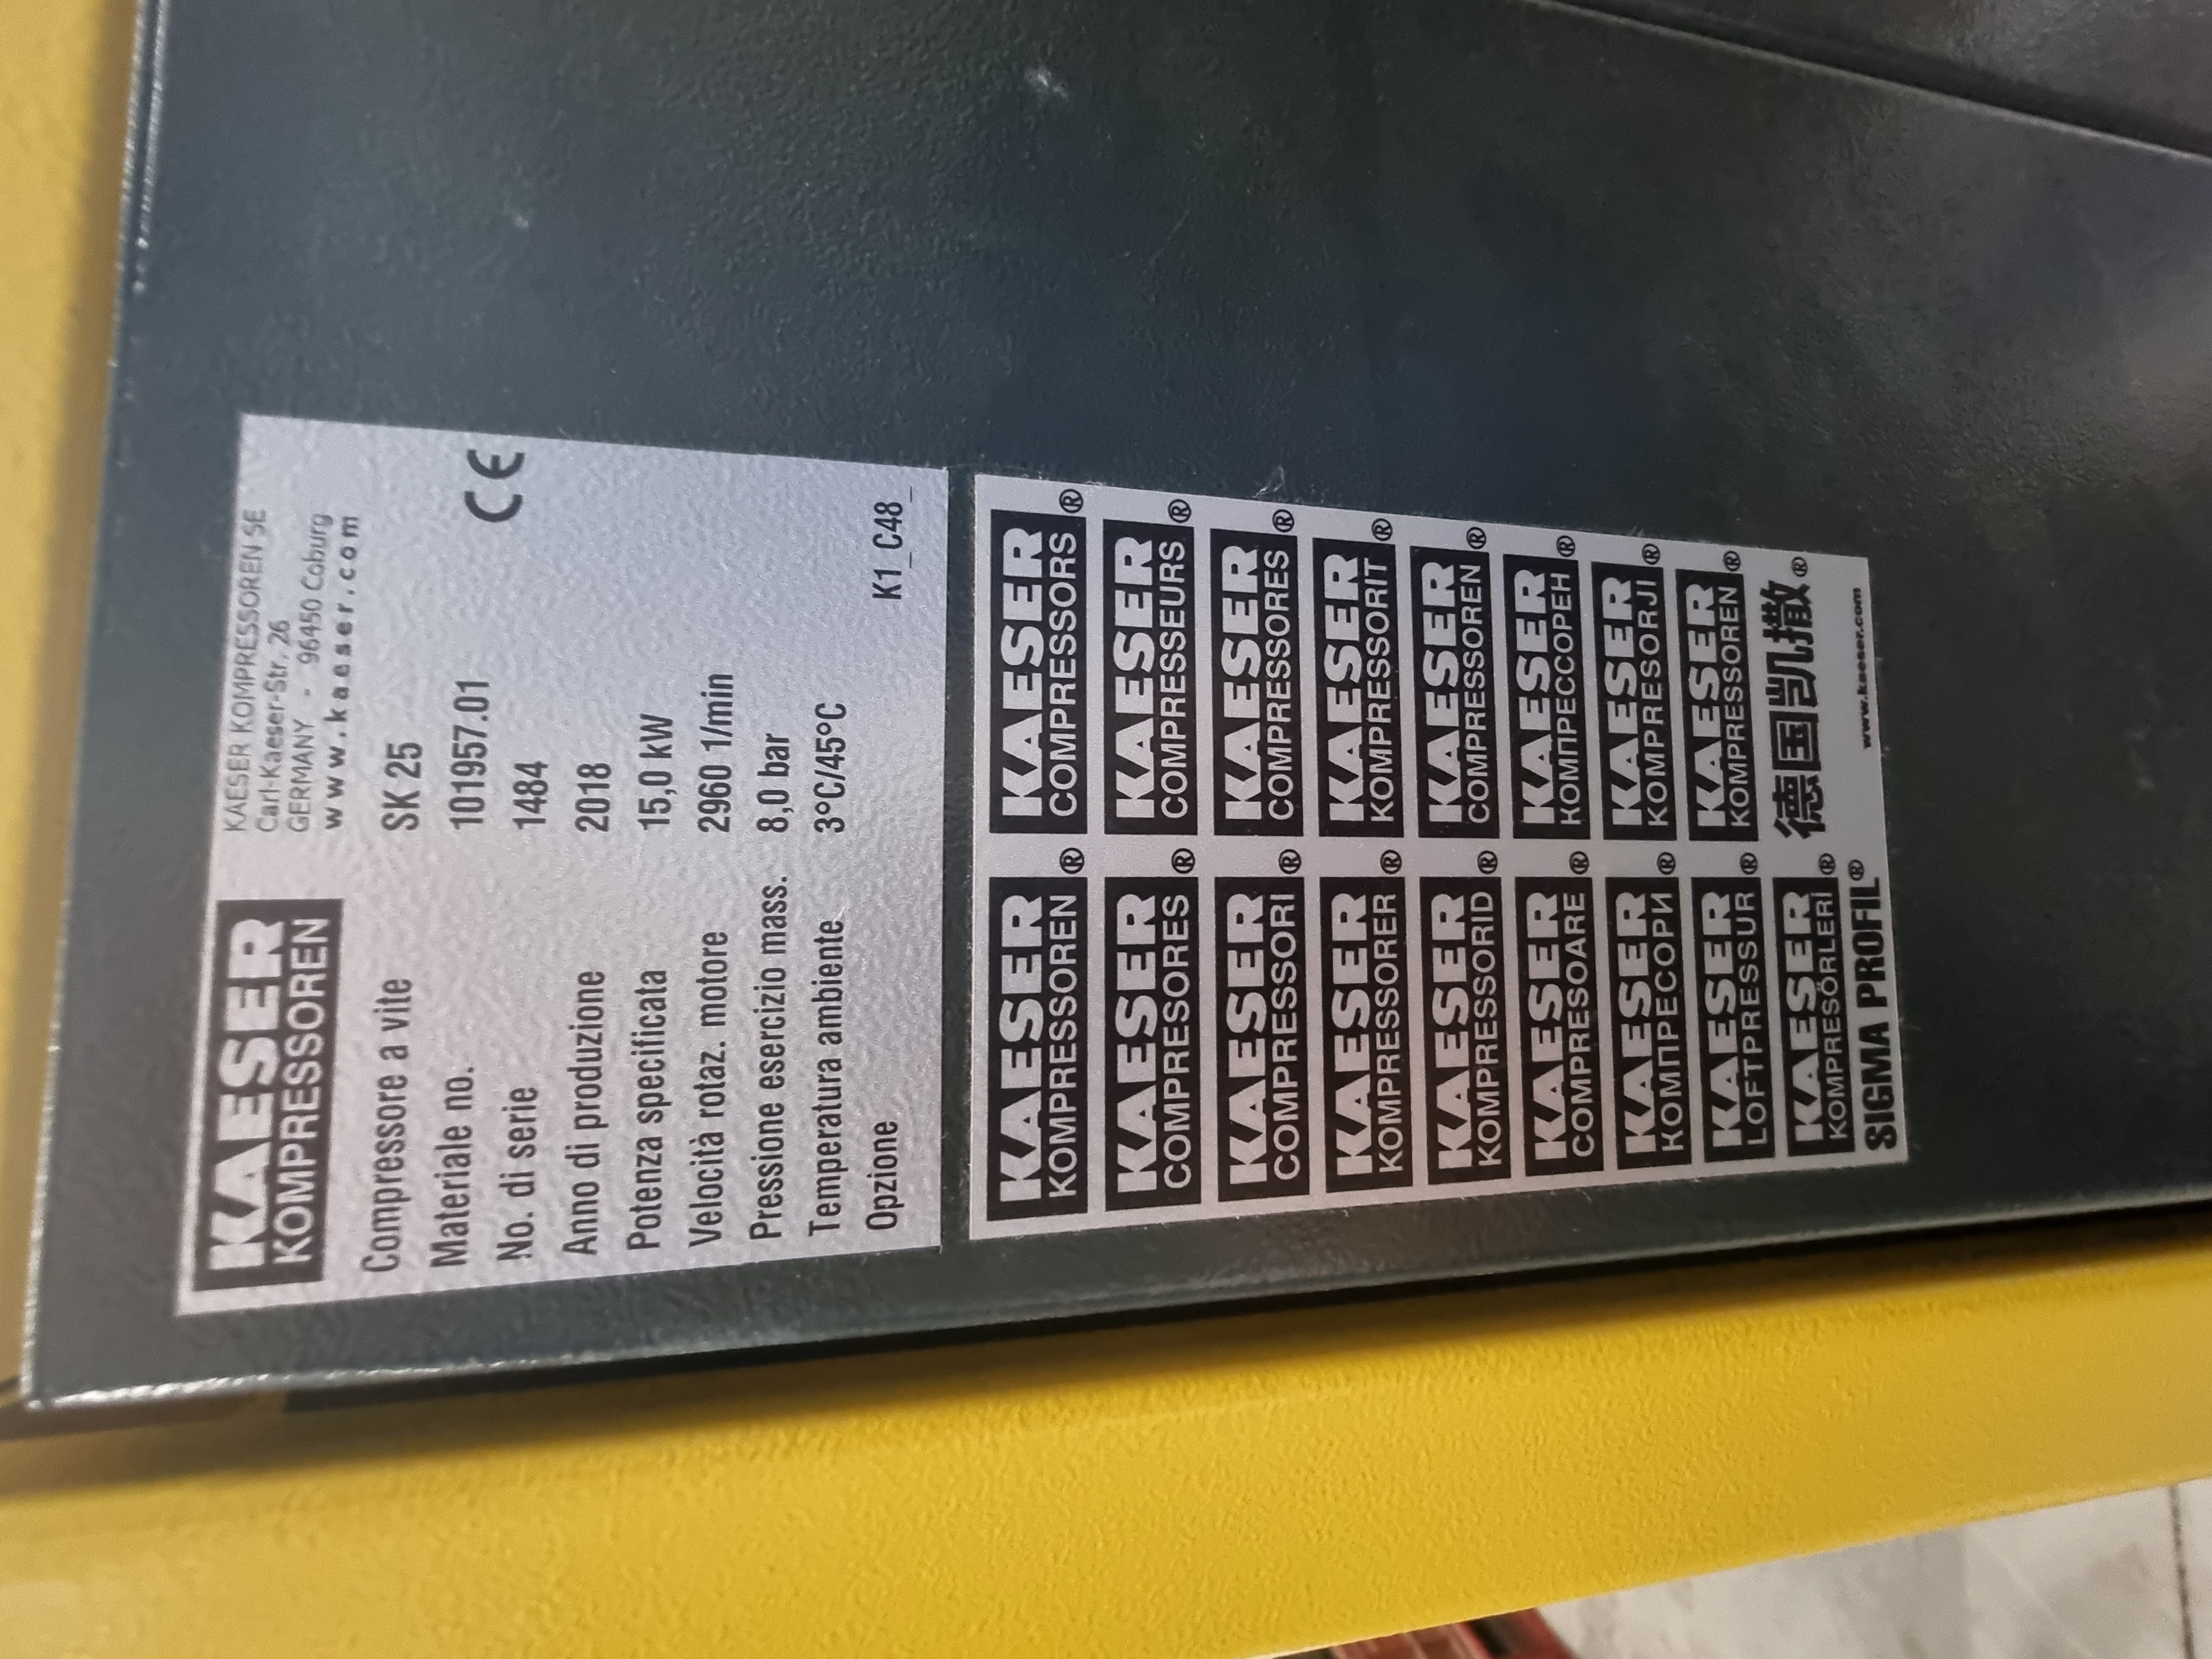 KAESER
KOMPRESSOREN
KAESER KOMPRESSOREN SE
Carl-Kaeser-Str. 26
GERMANY - 96450 Coburg
www.kaeser.com
Compressore a vite SK 25
Materiale no. 101957.01
CE
No. di serie 1484
Anno di produzione 2018
Potenza specificata 15,0 kW
Velocità rotaz. motore 2960 1/min
Pressione esercizio mass. 8,0 bar
Temperatura ambiente 3°C/45°C
Opzione K1_C48_
KAESER
KOMPRESSOREN®
KAESER
COMPRESSORS®
KAESER
COMPRESORES®
KAESER
COMPRESSEURS®
KAESER
COMPRESSORI®
KAESER
COMPRESSORES®
KAESER
KOMPRESSORER®
KAESER
KOMPRESSORIT®
KAESER
KOMPRESSORID®
KAESER
COMPRESSOREN®
KAESER
COMPRESOARE®
KAESER
КОМПРЕССОРЕН®
KAESER
КОМПРЕСОРИ®
KAESER
KOMPRESORJI®
KAESER
LOFTPRESSUR®
KAESER
KOMPRESSOREN®
KAESER
KOMPRESÖRLERİ®
德国凯撒®
SIGMA PROFIL®
www.kaeser.com